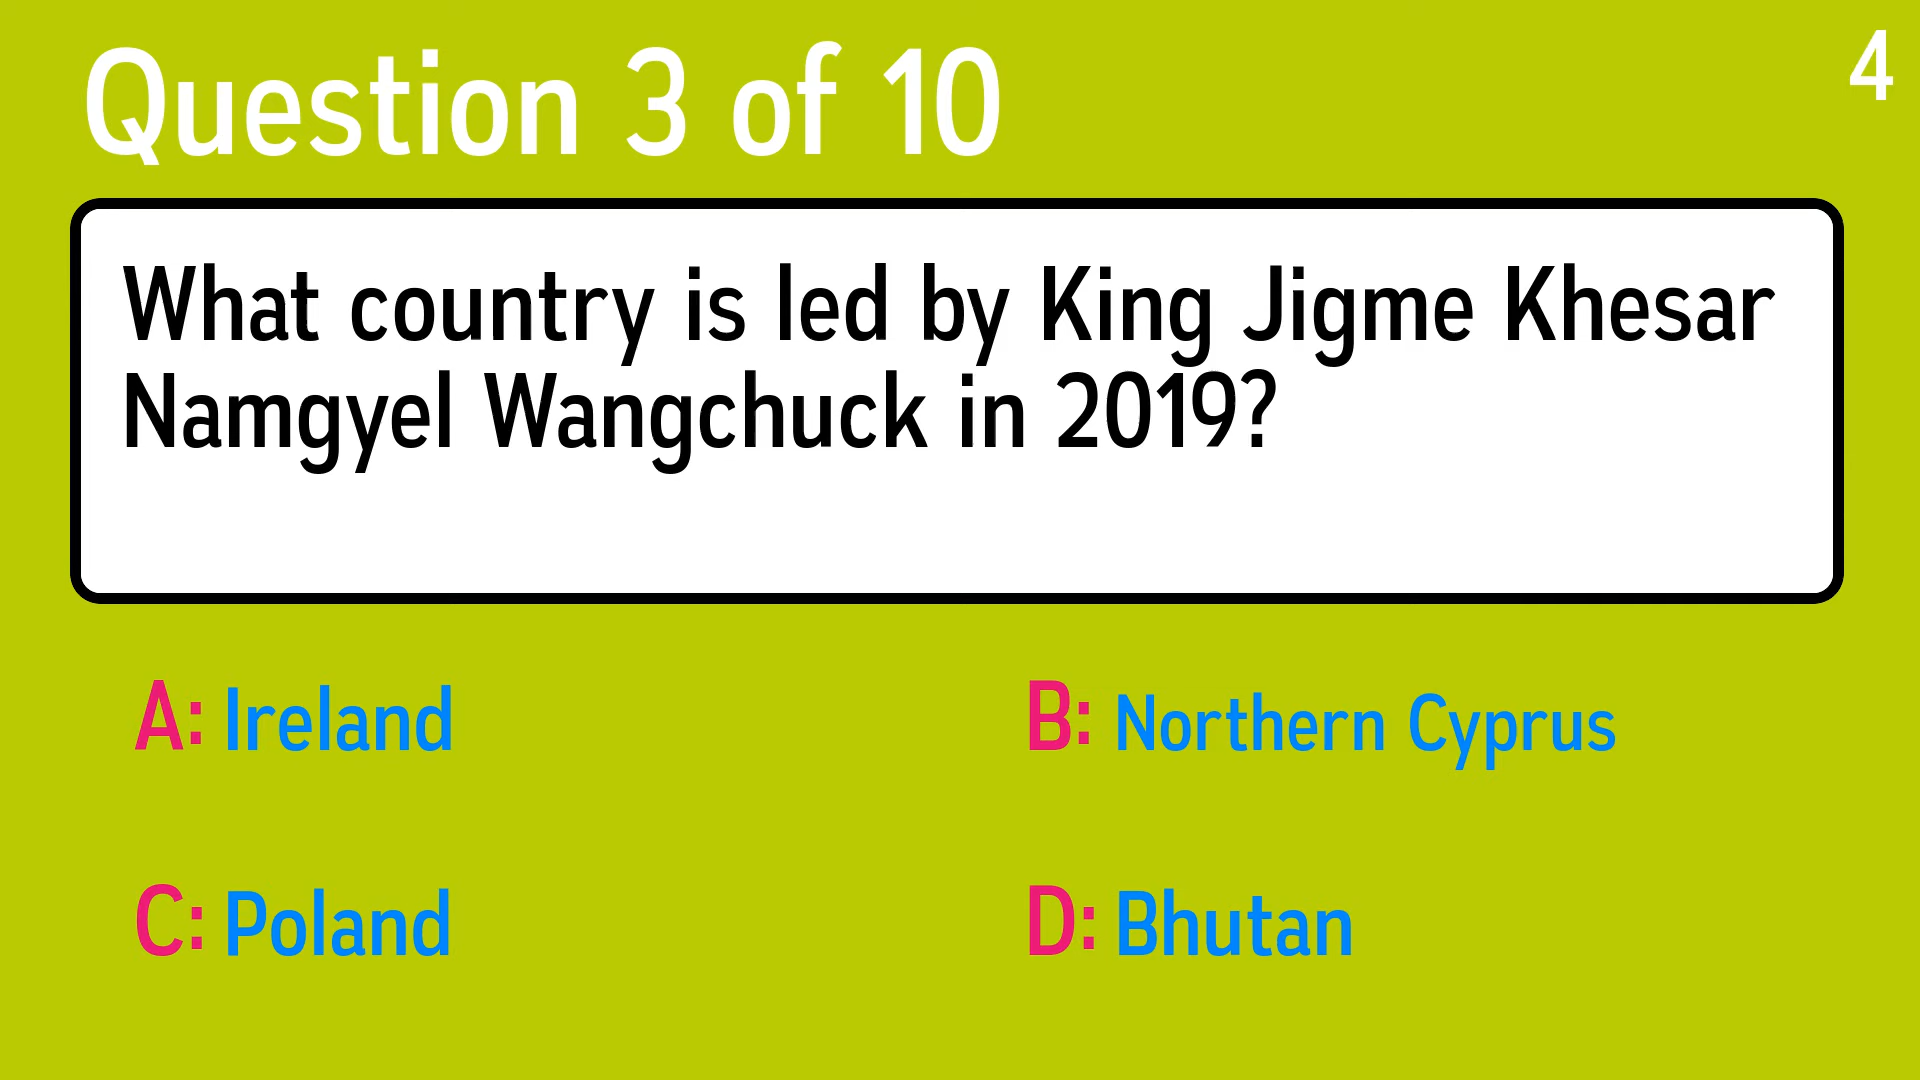 Question 3 of 10
4
What country is led by King Jigme Khesar
Namgyel Wangchuck in 2019?
A: Ireland
B: Northern Cyprus
C: Poland
D: Bhutan